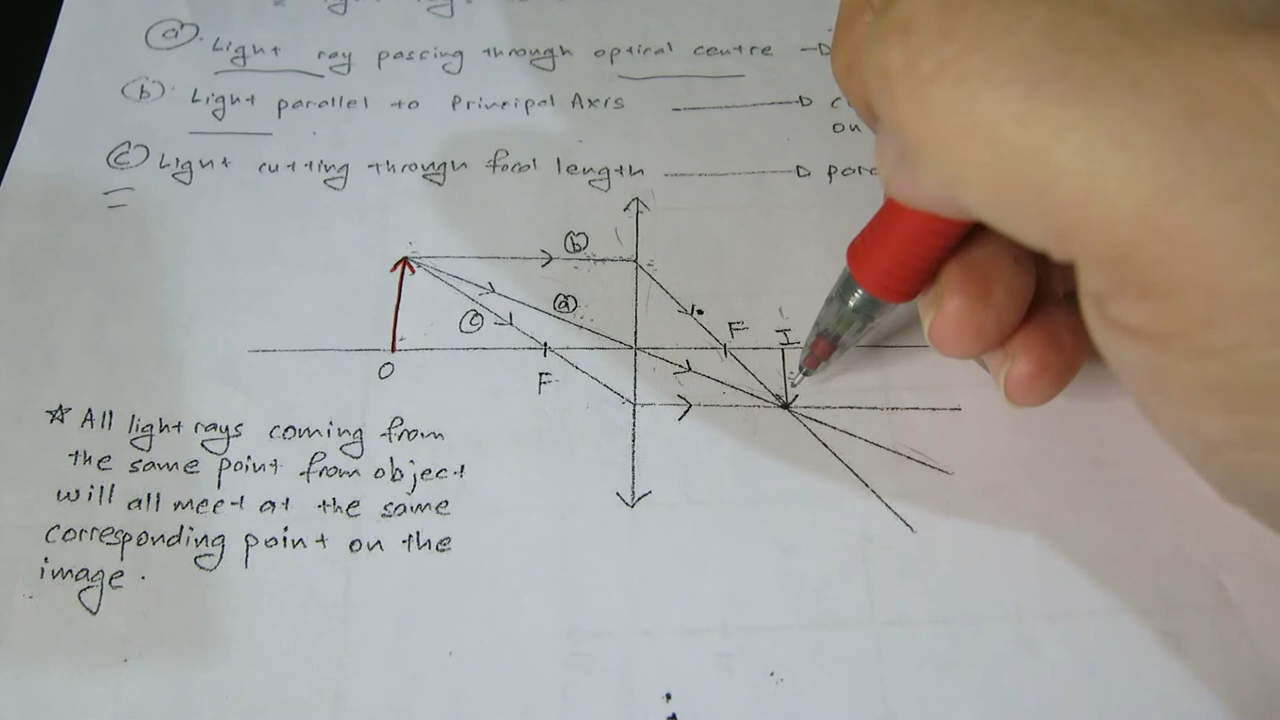 (a) Light ray passing through optical centre
(b) Light parallel to Principal Axis
on
(c) Light cutting through focal length
(b)
(a)
(c)
F
I
O
F
☆ All light rays coming from
the same point from object
will all meet at the same
corresponding point on the
image.